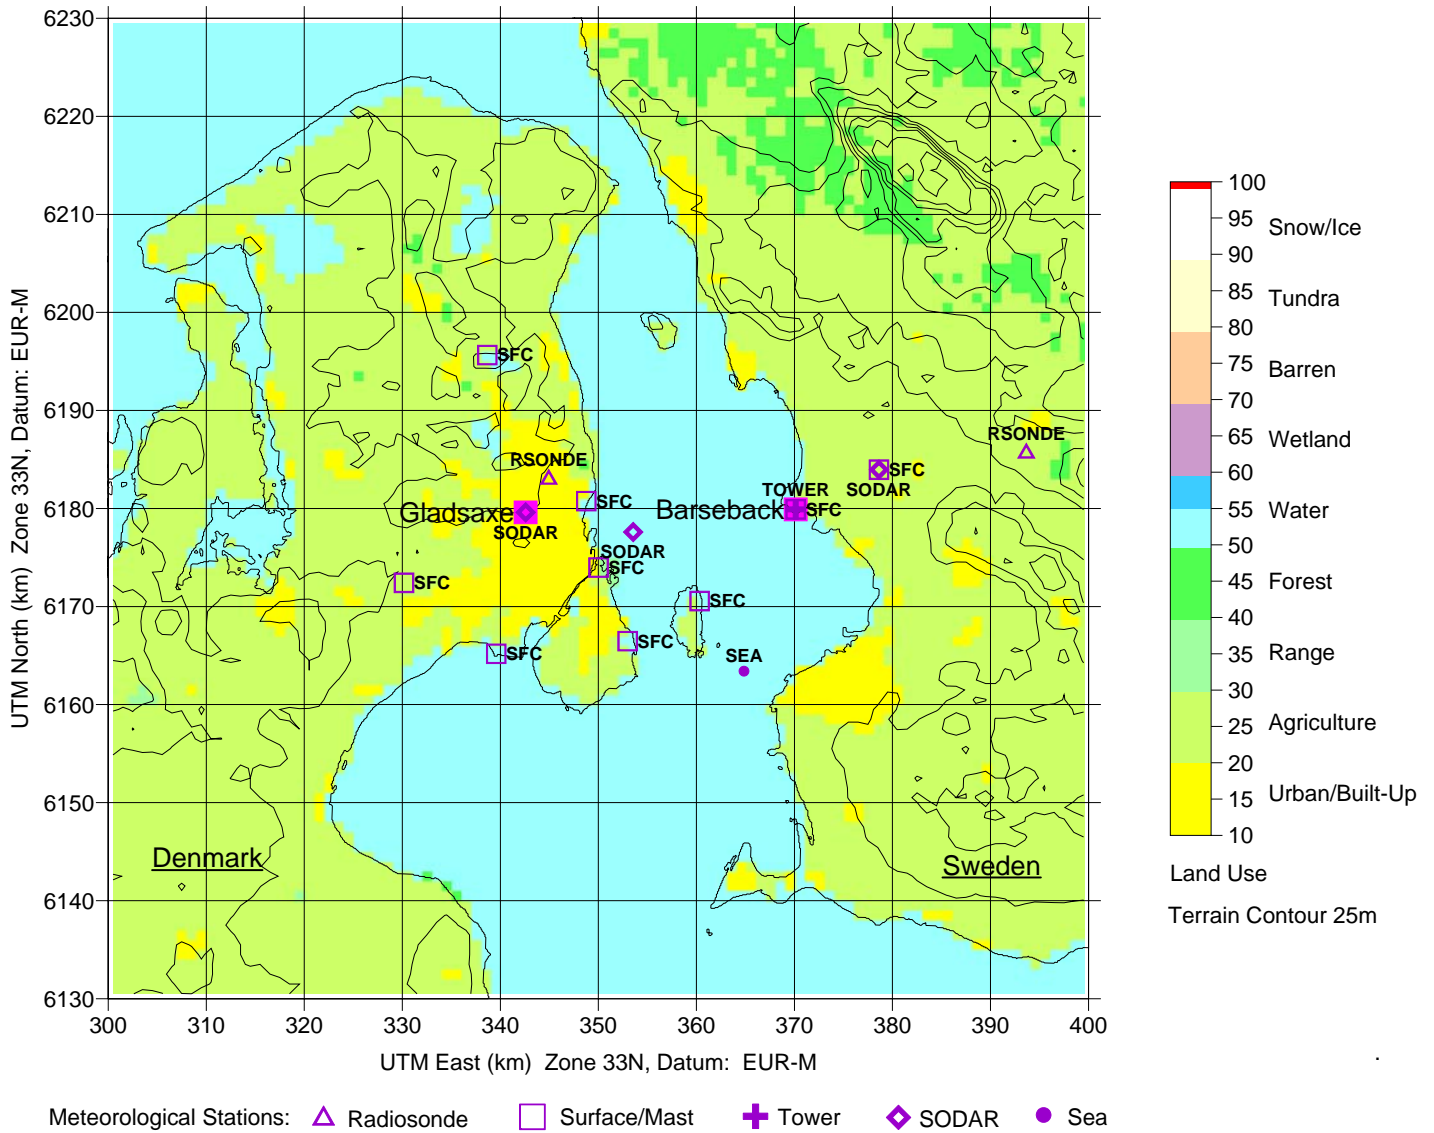 6230
6220
6210
6200
6190
6180
6170
6160
6150
6140
6130
UTM North (km)  Zone 33N, Datum: EUR-M
300 310 320 330 340 350 360 370 380 390 400
UTM East (km)  Zone 33N, Datum:  EUR-M
SFC
RSONDE
RSONDE
SFC
SODAR
SFC
TOWER
Gladsaxe
SODAR
Barseback
SFC
SODAR
SFC
SFC
SFC
SFC
SFC
SEA
Denmark
Sweden
100
95 Snow/Ice
90
85 Tundra
80
75 Barren
70
65 Wetland
60
55 Water
50
45 Forest
40
35 Range
30
25 Agriculture
20
15 Urban/Built-Up
10
Land Use
Terrain Contour 25m
Meteorological Stations: Radiosonde Surface/Mast Tower SODAR Sea